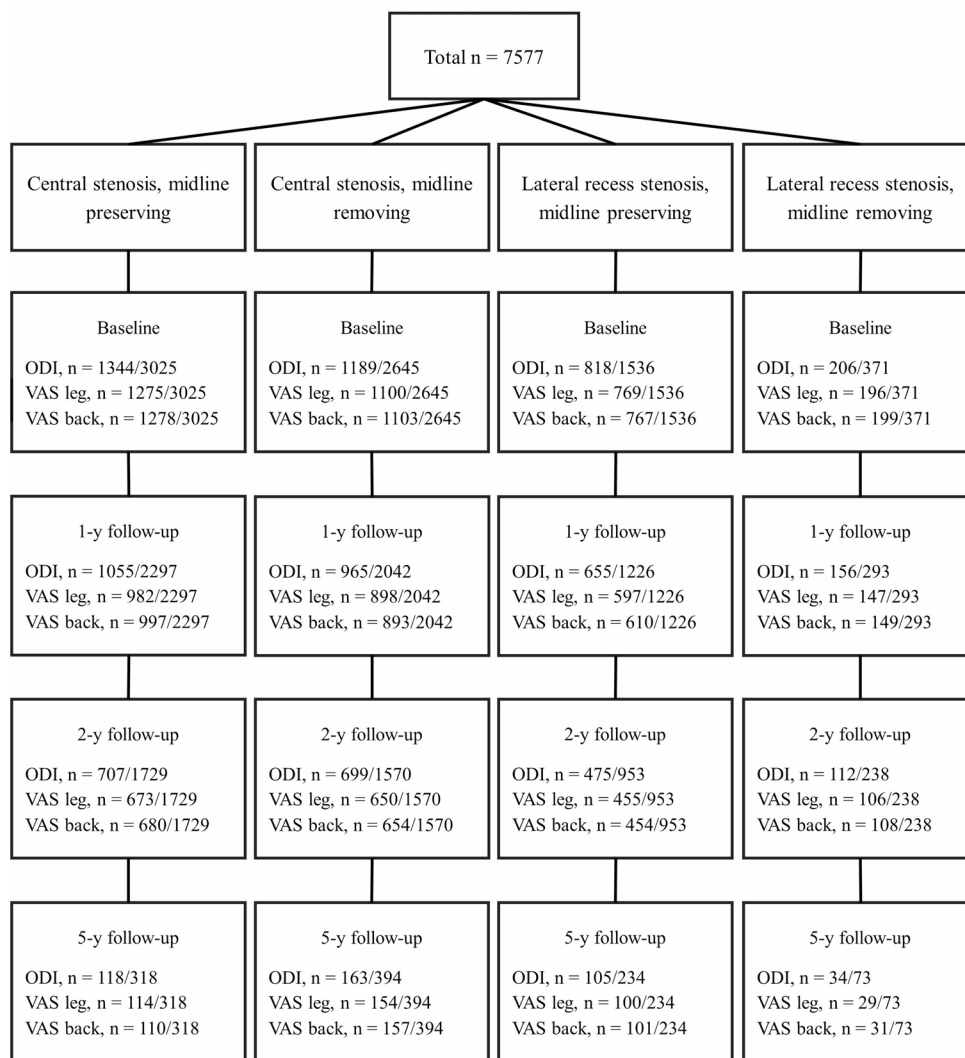 Total n = 7577
Central stenosis, midline
preserving
Central stenosis, midline
removing
Lateral recess stenosis,
midline preserving
Lateral recess stenosis,
midline removing
Baseline
ODI, n = 1344/3025
VAS leg, n = 1275/3025
VAS back, n = 1278/3025
Baseline
ODI, n = 1189/2645
VAS leg, n = 1100/2645
VAS back, n = 1103/2645
Baseline
ODI, n = 818/1536
VAS leg, n = 769/1536
VAS back, n = 767/1536
Baseline
ODI, n = 206/371
VAS leg, n = 196/371
VAS back, n = 199/371
1-y follow-up
ODI, n = 1055/2297
VAS leg, n = 982/2297
VAS back, n = 997/2297
1-y follow-up
ODI, n = 965/2042
VAS leg, n = 898/2042
VAS back, n = 893/2042
1-y follow-up
ODI, n = 655/1226
VAS leg, n = 597/1226
VAS back, n = 610/1226
1-y follow-up
ODI, n = 156/293
VAS leg, n = 147/293
VAS back, n = 149/293
2-y follow-up
ODI, n = 707/1729
VAS leg, n = 673/1729
VAS back, n = 680/1729
2-y follow-up
ODI, n = 699/1570
VAS leg, n = 650/1570
VAS back, n = 654/1570
2-y follow-up
ODI, n = 475/953
VAS leg, n = 455/953
VAS back, n = 454/953
2-y follow-up
ODI, n = 112/238
VAS leg, n = 106/238
VAS back, n = 108/238
5-y follow-up
ODI, n = 118/318
VAS leg, n = 114/318
VAS back, n = 110/318
5-y follow-up
ODI, n = 163/394
VAS leg, n = 154/394
VAS back, n = 157/394
5-y follow-up
ODI, n = 105/234
VAS leg, n = 100/234
VAS back, n = 101/234
5-y follow-up
ODI, n = 34/73
VAS leg, n = 29/73
VAS back, n = 31/73